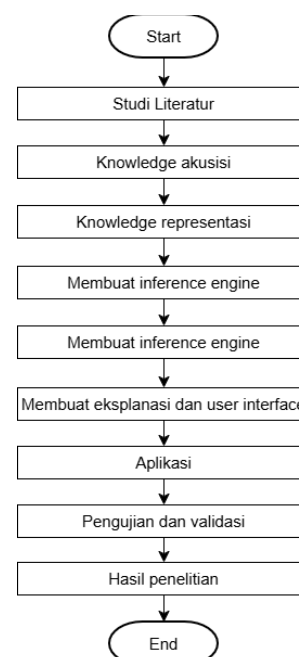 Start
Studi Literatur
Knowledge akusisi
Knowledge representasi
Membuat inference engine
Membuat inference engine
Membuat eksplanasi dan user interface
Aplikasi
Pengujian dan validasi
Hasil penelitian
End